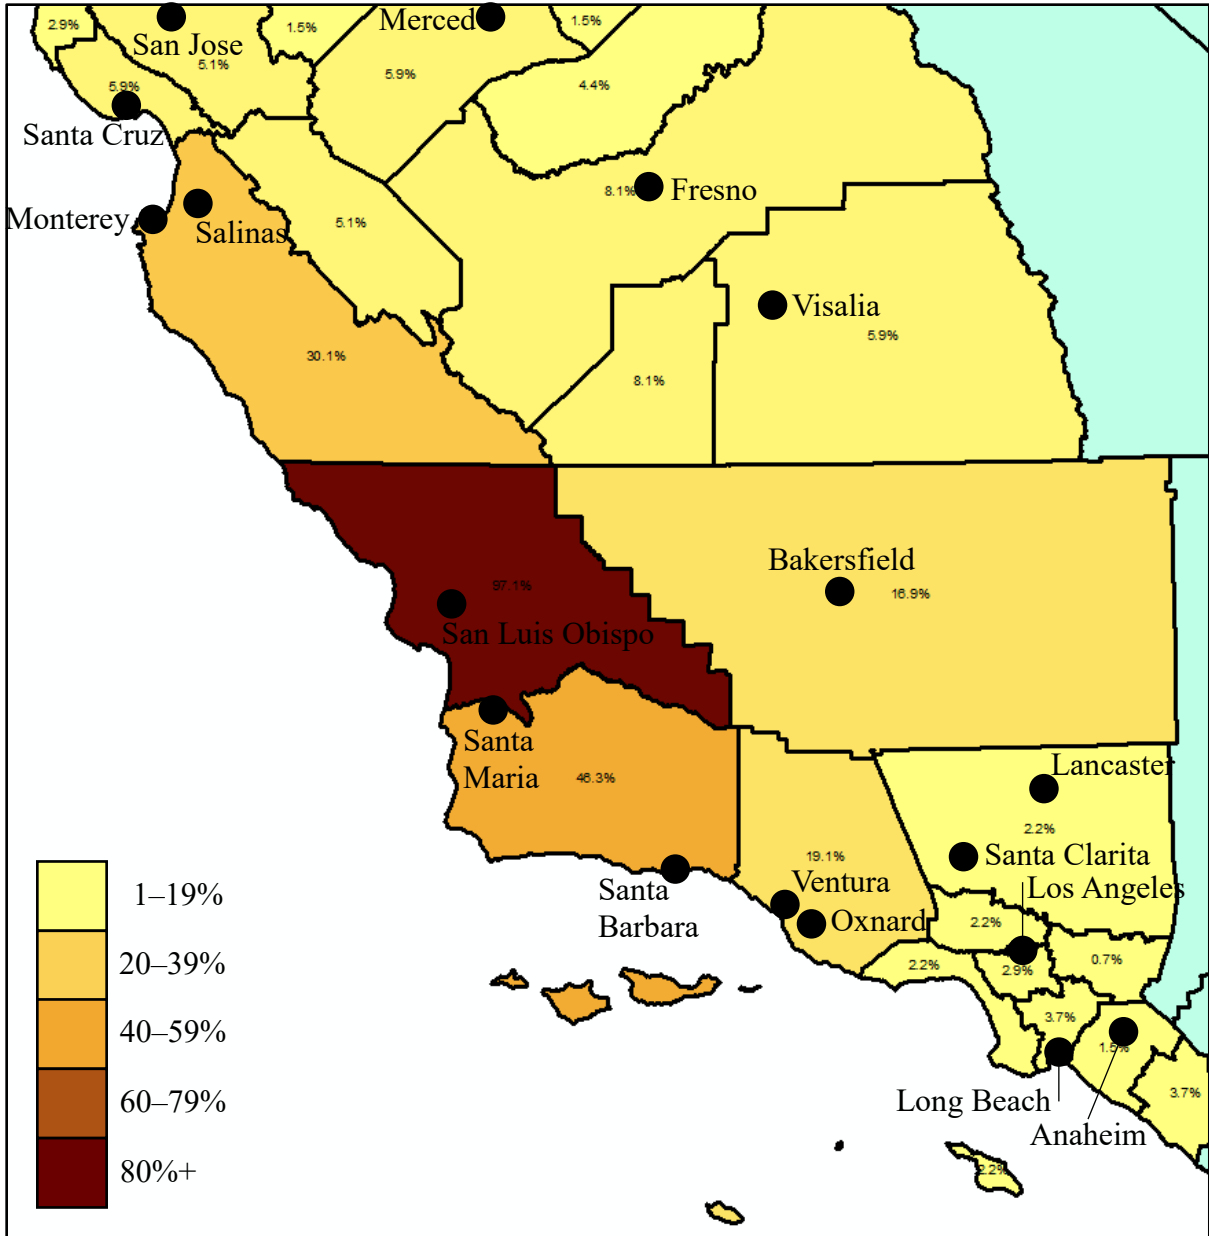 2.9%
San Jose
5.1%
1.5%
Merced
1.5%
5.9%
4.4%
5.9%
Santa Cruz
8.1%
Fresno
Monterey
Salinas
5.1%
Visalia
5.9%
30.1%
8.1%
97.1%
San Luis Obispo
Bakersfield
16.9%
Santa
Maria
46.3%
Lancaster
2.2%
Santa Clarita
Los Angeles
19.1%
Ventura
Oxnard
Santa
Barbara
2.2%
2.2%
2.9%
0.7%
3.7%
1.5%
3.7%
Long Beach
Anaheim
2.2%
1–19%
20–39%
40–59%
60–79%
80%+